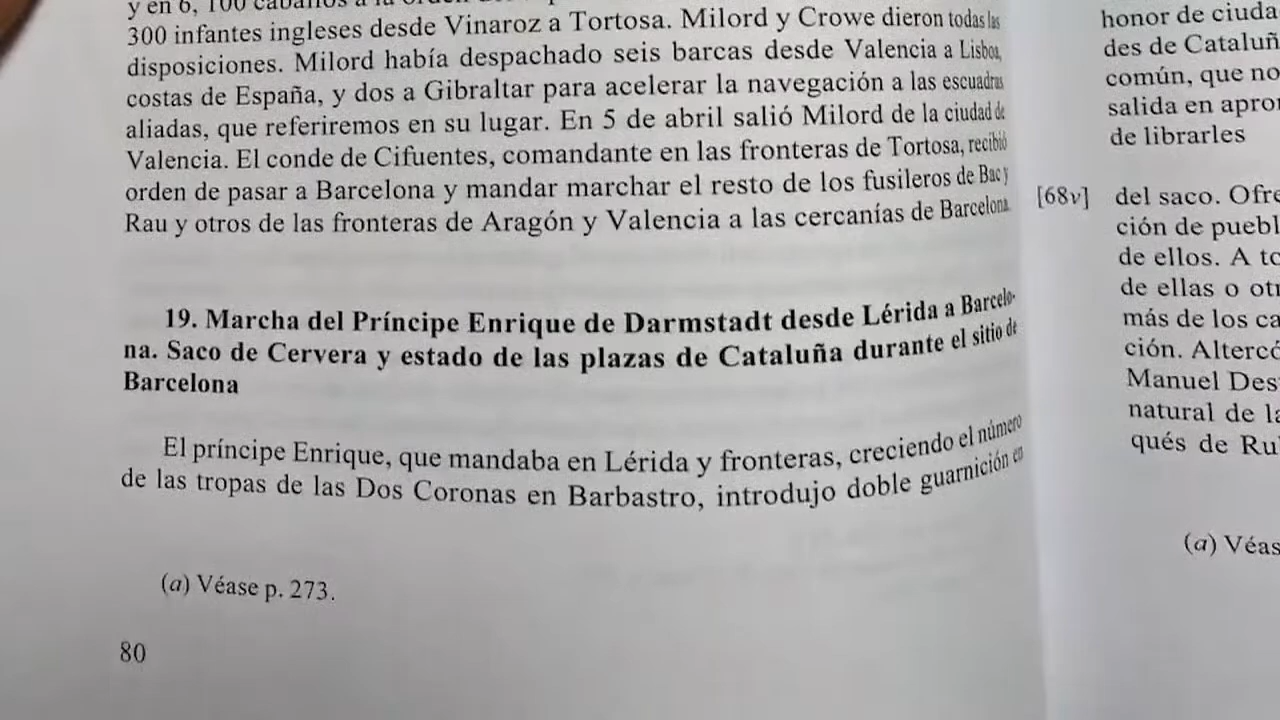 y en 6, 100 caballos a la orden
300 infantes ingleses desde Vinaroz a Tortosa. Milord y Crowe dieron todas las
disposiciones. Milord había despachado seis barcas desde Valencia a Lisboa,
costas de España, y dos a Gibraltar para acelerar la navegación a las escuadras
aliadas, que referiremos en su lugar. En 5 de abril salió Milord de la ciudad de
Valencia. El conde de Cifuentes, comandante en las fronteras de Tortosa, recibió
orden de pasar a Barcelona y mandar marchar el resto de los fusileros de Bac y
Rau y otros de las fronteras de Aragón y Valencia a las cercanías de Barcelona.
19. Marcha del Príncipe Enrique de Darmstadt desde Lérida a Barcelo-
na. Saco de Cervera y estado de las plazas de Cataluña durante el sitio de
Barcelona
El príncipe Enrique, que mandaba en Lérida y fronteras, creciendo el número
de las tropas de las Dos Coronas en Barbastro, introdujo doble guarnición en
(a) Véase p. 273.
80
honor de ciuda
des de Cataluñ
común, que no
salida en apro
de librarles
[68v] del saco. Ofre
ción de puebl
de ellos. A to
de ellas o otr
más de los ca
ción. Altercó
Manuel Des
natural de la
qués de Ru
(a) Véas